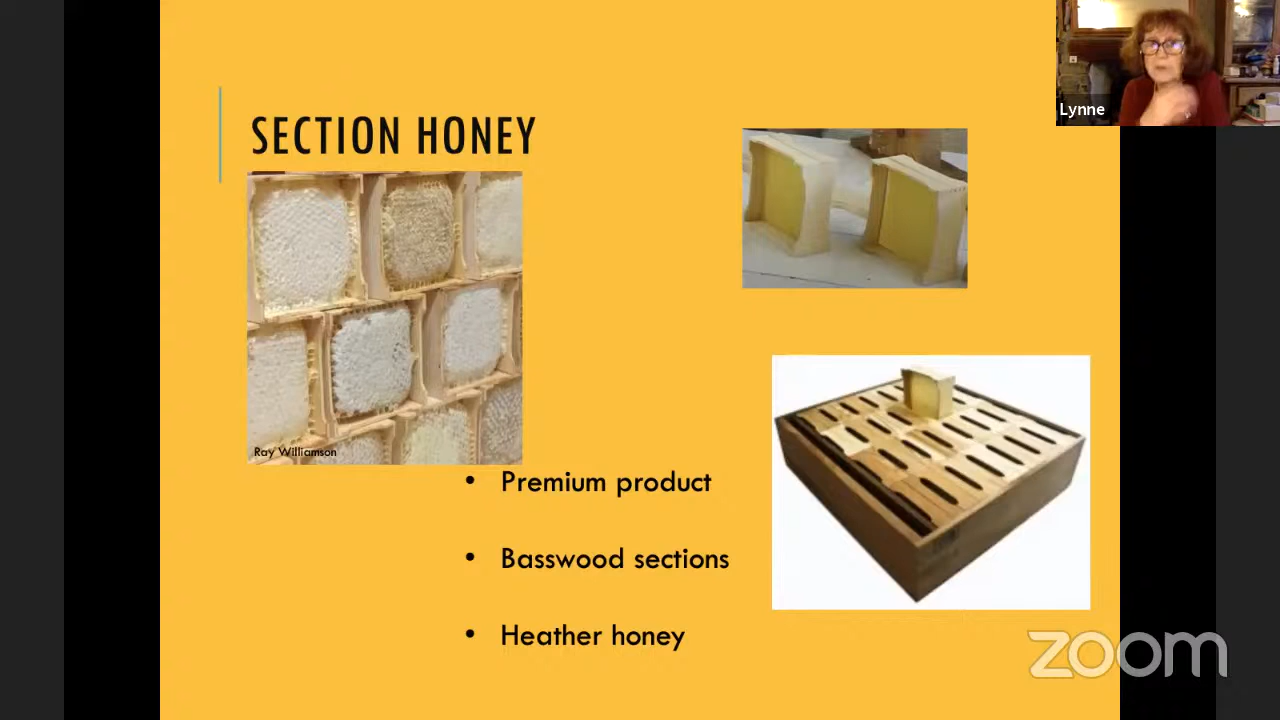 Lynne
SECTION HONEY
Ray Williamson
• Premium product
• Basswood sections
• Heather honey
zoom